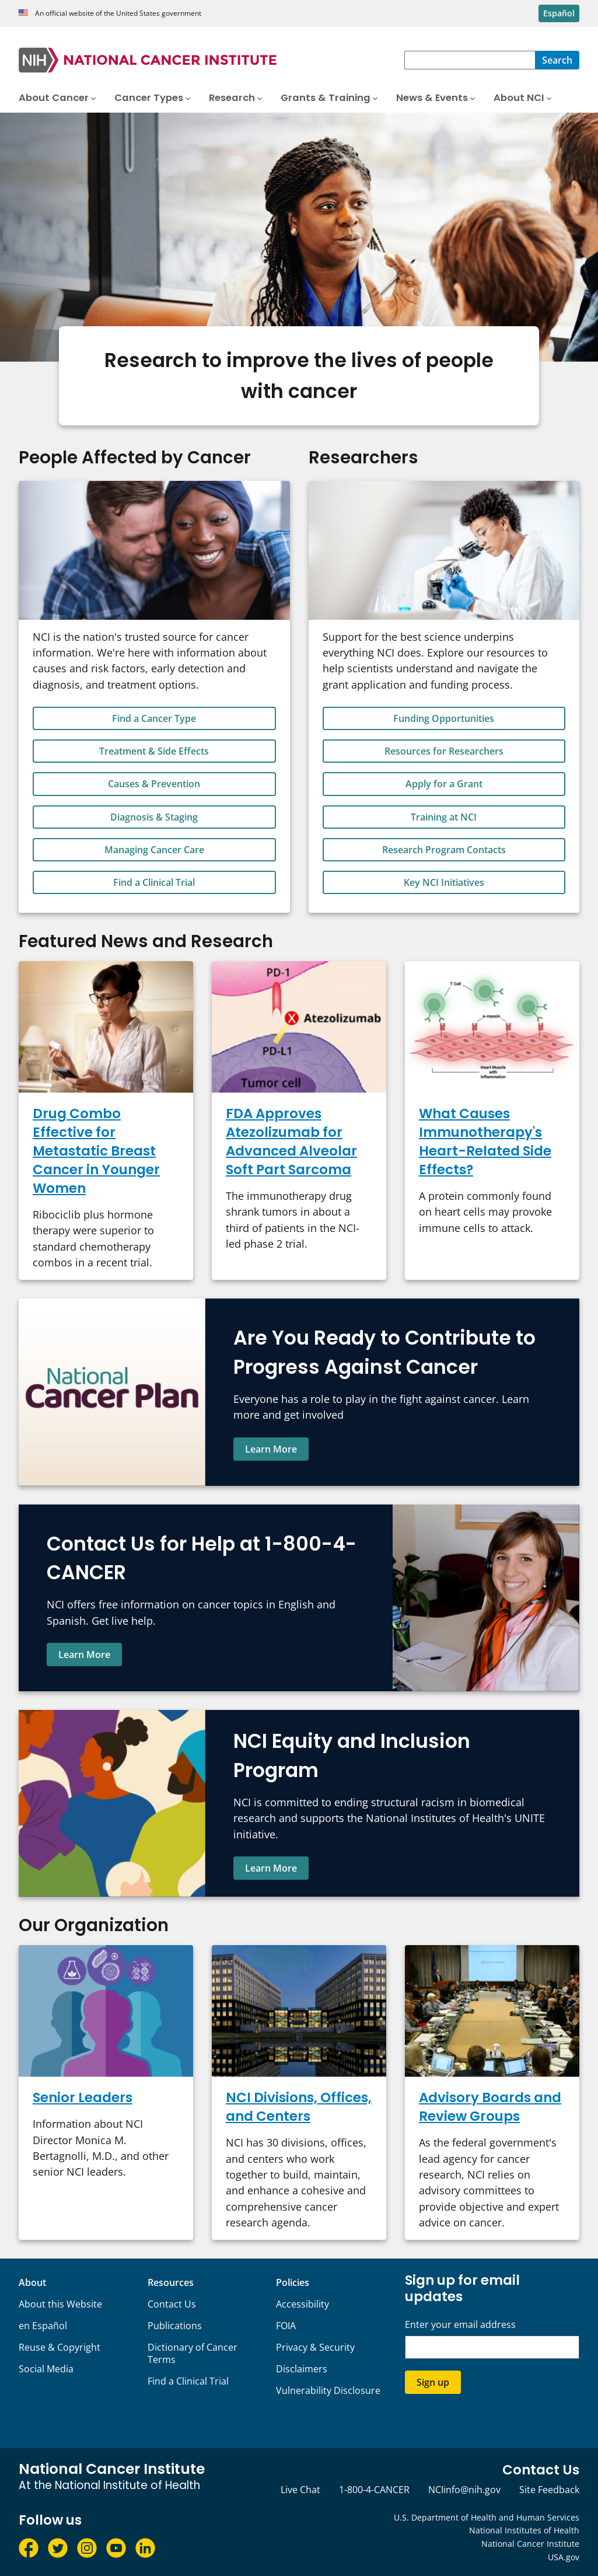 An official website of the United States government
Español
NIH NATIONAL CANCER INSTITUTE
Search
About Cancer
Cancer Types
Research
Grants & Training
News & Events
About NCI
Research to improve the lives of people
with cancer
People Affected by Cancer
NCI is the nation's trusted source for cancer
information. We're here with information about
causes and risk factors, early detection and
diagnosis, and treatment options.
Find a Cancer Type
Treatment & Side Effects
Causes & Prevention
Diagnosis & Staging
Managing Cancer Care
Find a Clinical Trial
Researchers
Support for the best science underpins
everything NCI does. Explore our resources to
help scientists understand and navigate the
grant application and funding process.
Funding Opportunities
Resources for Researchers
Apply for a Grant
Training at NCI
Research Program Contacts
Key NCI Initiatives
Featured News and Research
Drug Combo
Effective for
Metastatic Breast
Cancer in Younger
Women
Ribociclib plus hormone
therapy were superior to
standard chemotherapy
combos in a recent trial.
PD-1
X Atezolizumab
PD-L1
Tumor cell
FDA Approves
Atezolizumab for
Advanced Alveolar
Soft Part Sarcoma
The immunotherapy drug
shrank tumors in about a
third of patients in the NCI-
led phase 2 trial.
T Cell
α-myosin
Heart Muscle
with
Inflammation
What Causes
Immunotherapy's
Heart-Related Side
Effects?
A protein commonly found
on heart cells may provoke
immune cells to attack.
National
Cancer Plan
Are You Ready to Contribute to
Progress Against Cancer
Everyone has a role to play in the fight against cancer. Learn
more and get involved
Learn More
Contact Us for Help at 1-800-4-
CANCER
NCI offers free information on cancer topics in English and
Spanish. Get live help.
Learn More
NCI Equity and Inclusion
Program
NCI is committed to ending structural racism in biomedical
research and supports the National Institutes of Health's UNITE
initiative.
Learn More
Our Organization
Senior Leaders
Information about NCI
Director Monica M.
Bertagnolli, M.D., and other
senior NCI leaders.
NCI Divisions, Offices,
and Centers
NCI has 30 divisions, offices,
and centers who work
together to build, maintain,
and enhance a cohesive and
comprehensive cancer
research agenda.
Advisory Boards and
Review Groups
As the federal government's
lead agency for cancer
research, NCI relies on
advisory committees to
provide objective and expert
advice on cancer.
About
About this Website
en Español
Reuse & Copyright
Social Media
Resources
Contact Us
Publications
Dictionary of Cancer
Terms
Find a Clinical Trial
Policies
Accessibility
FOIA
Privacy & Security
Disclaimers
Vulnerability Disclosure
Sign up for email
updates
Enter your email address
Sign up
National Cancer Institute
At the National Institute of Health
Follow us
Contact Us
Live Chat
1-800-4-CANCER
NCIinfo@nih.gov
Site Feedback
U.S. Department of Health and Human Services
National Institutes of Health
National Cancer Institute
USA.gov